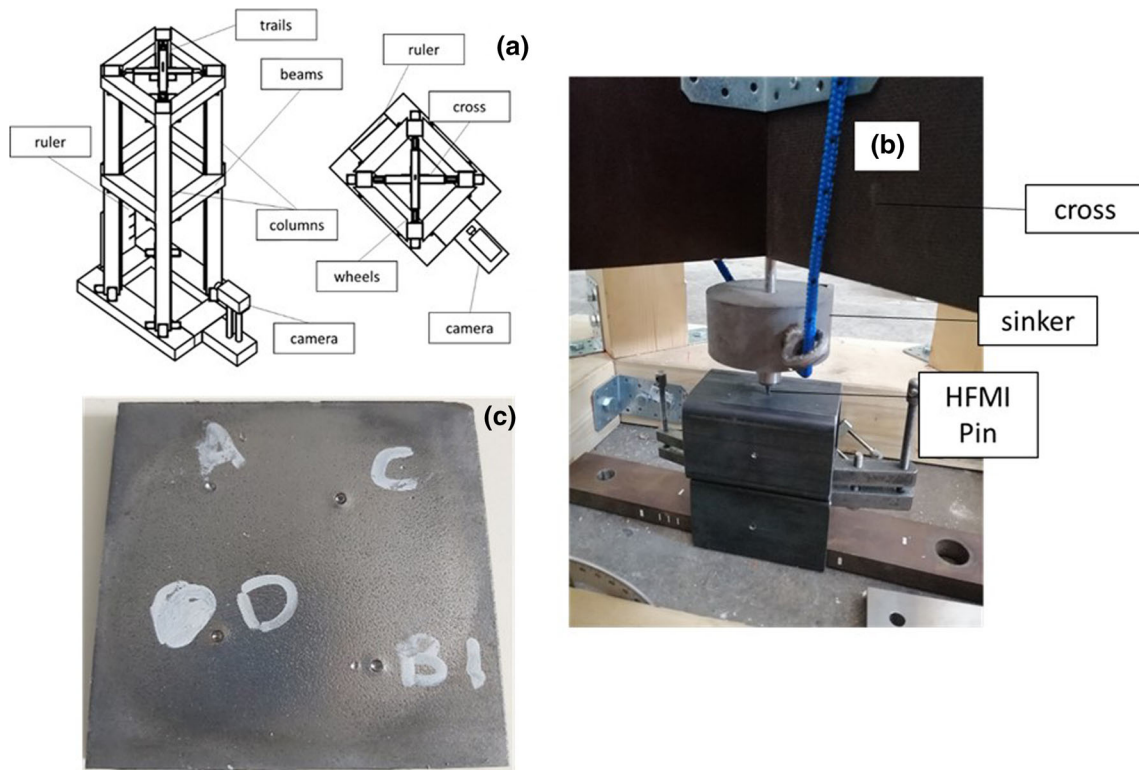 trails
(a)
ruler
beams
cross
ruler
columns
wheels
camera
camera
(b)
cross
sinker
HFMI
Pin
(c)
A
C
D
B1